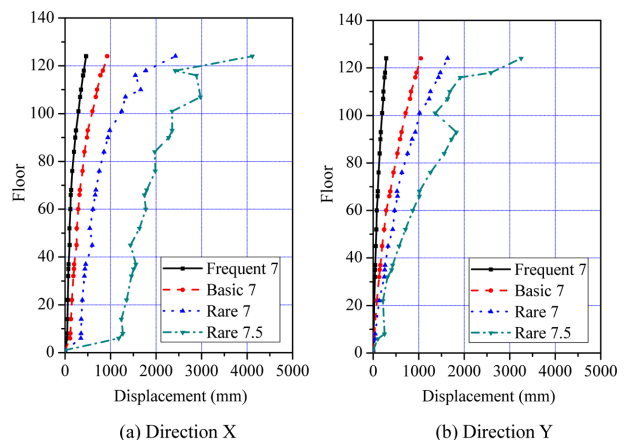 140
120
100
80
60
40
20
0
Floor
0 1000 2000 3000 4000 5000
Displacement (mm)
Frequent 7
Basic 7
Rare 7
Rare 7.5
(a) Direction X
140
120
100
80
60
40
20
0
Floor
0 1000 2000 3000 4000 5000
Displacement (mm)
Frequent 7
Basic 7
Rare 7
Rare 7.5
(b) Direction Y